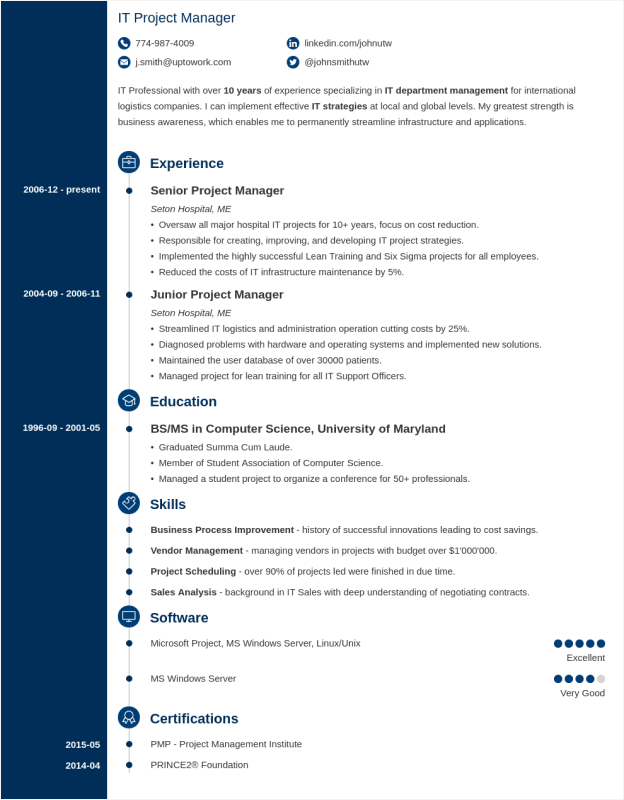 IT Project Manager
774-987-4009
linkedin.com/johnutw
j.smith@uptowork.com
@johnsmithutw
IT Professional with over 10 years of experience specializing in IT department management for international
logistics companies. I can implement effective IT strategies at local and global levels. My greatest strength is
business awareness, which enables me to permanently streamline infrastructure and applications.
Experience
2006-12 - present
Senior Project Manager
Seton Hospital, ME
• Oversaw all major hospital IT projects for 10+ years, focus on cost reduction.
• Responsible for creating, improving, and developing IT project strategies.
• Implemented the highly successful Lean Training and Six Sigma projects for all employees.
• Reduced the costs of IT infrastructure maintenance by 5%.
2004-09 - 2006-11
Junior Project Manager
Seton Hospital, ME
• Streamlined IT logistics and administration operation cutting costs by 25%.
• Diagnosed problems with hardware and operating systems and implemented new solutions.
• Maintained the user database of over 30000 patients.
• Managed project for lean training for all IT Support Officers.
Education
1996-09 - 2001-05
BS/MS in Computer Science, University of Maryland
• Graduated Summa Cum Laude.
• Member of Student Association of Computer Science.
• Managed a student project to organize a conference for 50+ professionals.
Skills
Business Process Improvement - history of successful innovations leading to cost savings.
Vendor Management - managing vendors in projects with budget over $1'000'000.
Project Scheduling - over 90% of projects led were finished in due time.
Sales Analysis - background in IT Sales with deep understanding of negotiating contracts.
Software
Microsoft Project, MS Windows Server, Linux/Unix
Excellent
MS Windows Server
Very Good
Certifications
2015-05
PMP - Project Management Institute
2014-04
PRINCE2® Foundation